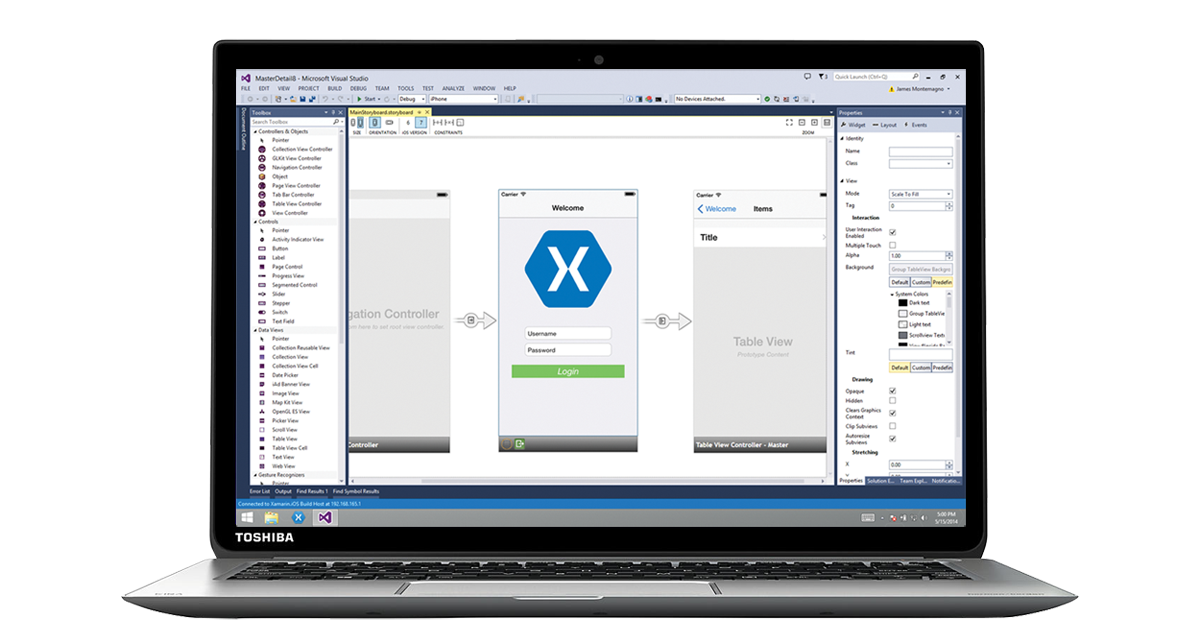 MasterDetail8 - Microsoft Visual Studio
Quick Launch (Ctrl+Q)
FILE EDIT VIEW PROJECT BUILD DEBUG TEAM TOOLS TEST ANALYZE WINDOW HELP
James Montemagno
Start Debug iPhone No Devices Attached.
Document Outline
Toolbox
Search Toolbox
Controllers & Objects
Pointer
Collection View Controller
GLKit View Controller
Navigation Controller
Object
Page View Controller
Tab Bar Controller
Table View Controller
View Controller
Controls
Pointer
Activity Indicator View
Button
Label
Page Control
Progress View
Segmented Control
Slider
Stepper
Switch
Text Field
Data Views
Pointer
Collection Reusable View
Collection View
Collection View Cell
Date Picker
iAd Banner View
Image View
Map Kit View
OpenGL ES View
Picker View
Scroll View
Table View
Table View Cell
Text View
Web View
Gesture Recognizers
Pointer
MainStoryboard.storyboard
6 7
SIZE ORIENTATION iOS VERSION CONSTRAINTS ZOOM
gation Controller
om here to set root view controller.
Controller
Carrier
Welcome
X
Username
Password
Login
Carrier
Welcome Items
Title
Table View
Prototype Content
Table View Controller - Master
Properties
Widget Layout Events
Identity
Name
Class
View
Mode Scale To Fill
Tag 0
Interaction
User Interaction
Enabled
Multiple Touch
Alpha 1.00
Background Group TableView Backgro
Default Custom Predefin
System Colors
Dark text
Group TableVie
Light text
Scrollview Text
Tint
Default Custom Predefin
Drawing
Opaque
Hidden
Clears Graphics
Context
Clip Subviews
Autoresize
Subviews
Stretching
X 0.00
Properties Solution E... Team Expl... Notificatio...
Error List Output Find Results 1 Find Symbol Results
Connected to Xamarin.iOS Build Host at 192.168.165.1
5:00 PM
5/15/2014
TOSHIBA